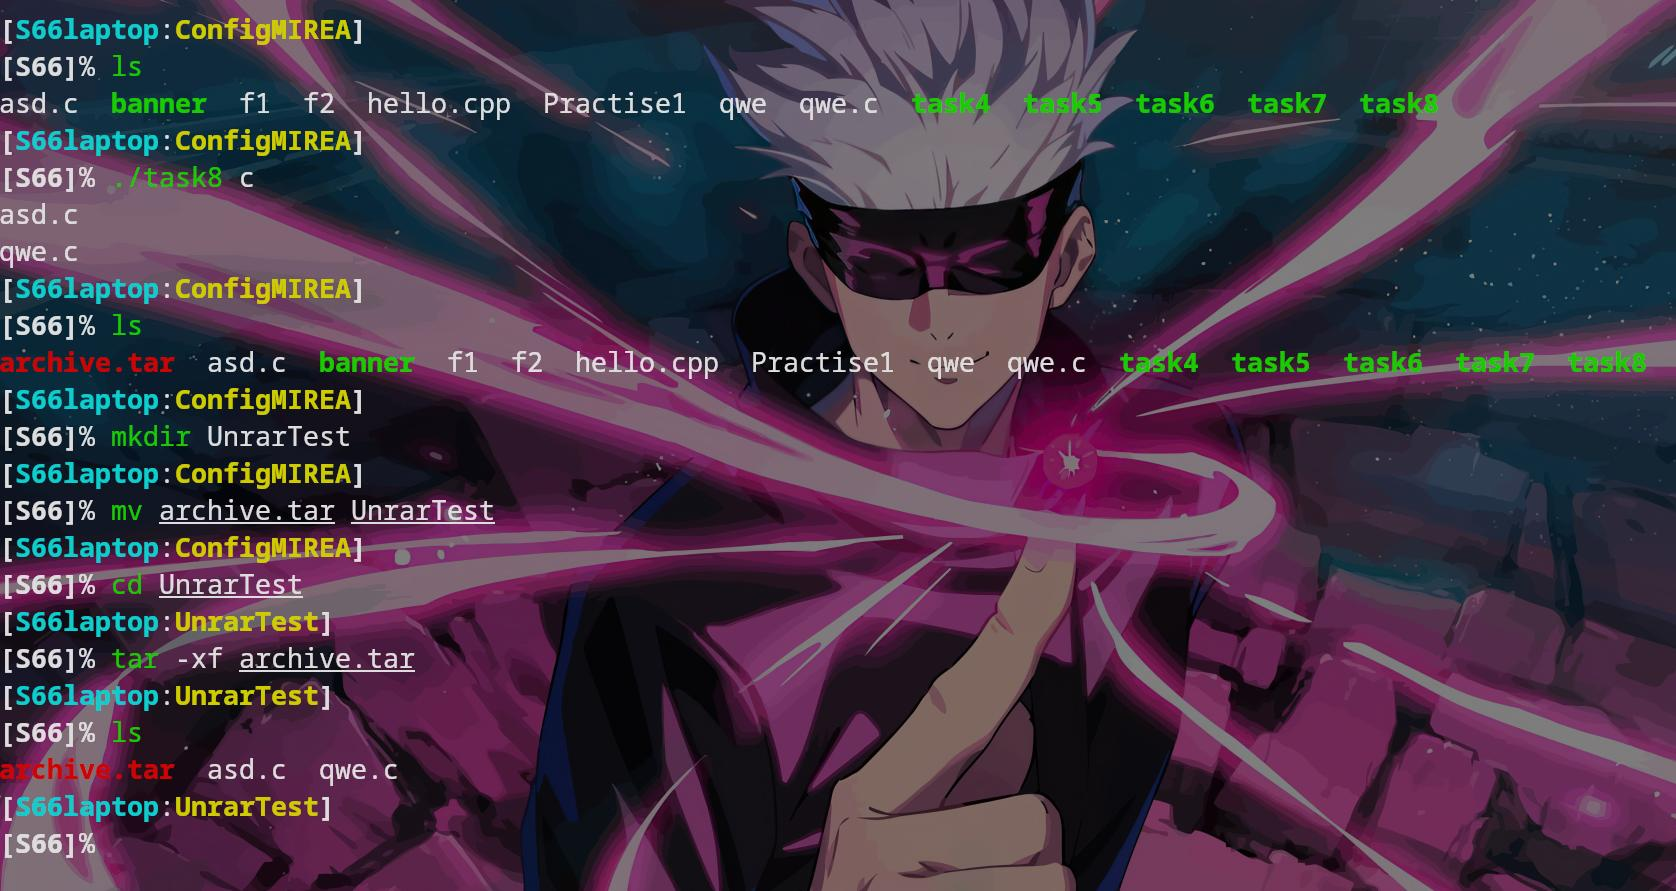 [S66laptop:ConfigMIREA]
[S66]% ls
asd.c  banner  f1  f2  hello.cpp  Practise1  qwe  qwe.c  task4  task5  task6  task7  task8
[S66laptop:ConfigMIREA]
[S66]% ./task8 c
asd.c
qwe.c
[S66laptop:ConfigMIREA]
[S66]% ls
archive.tar  asd.c  banner  f1  f2  hello.cpp  Practise1  qwe  qwe.c  task4  task5  task6  task7  task8
[S66laptop:ConfigMIREA]
[S66]% mkdir UnrarTest
[S66laptop:ConfigMIREA]
[S66]% mv archive.tar UnrarTest
[S66laptop:ConfigMIREA]
[S66]% cd UnrarTest
[S66laptop:UnrarTest]
[S66]% tar -xf archive.tar
[S66laptop:UnrarTest]
[S66]% ls
archive.tar  asd.c  qwe.c
[S66laptop:UnrarTest]
[S66]%